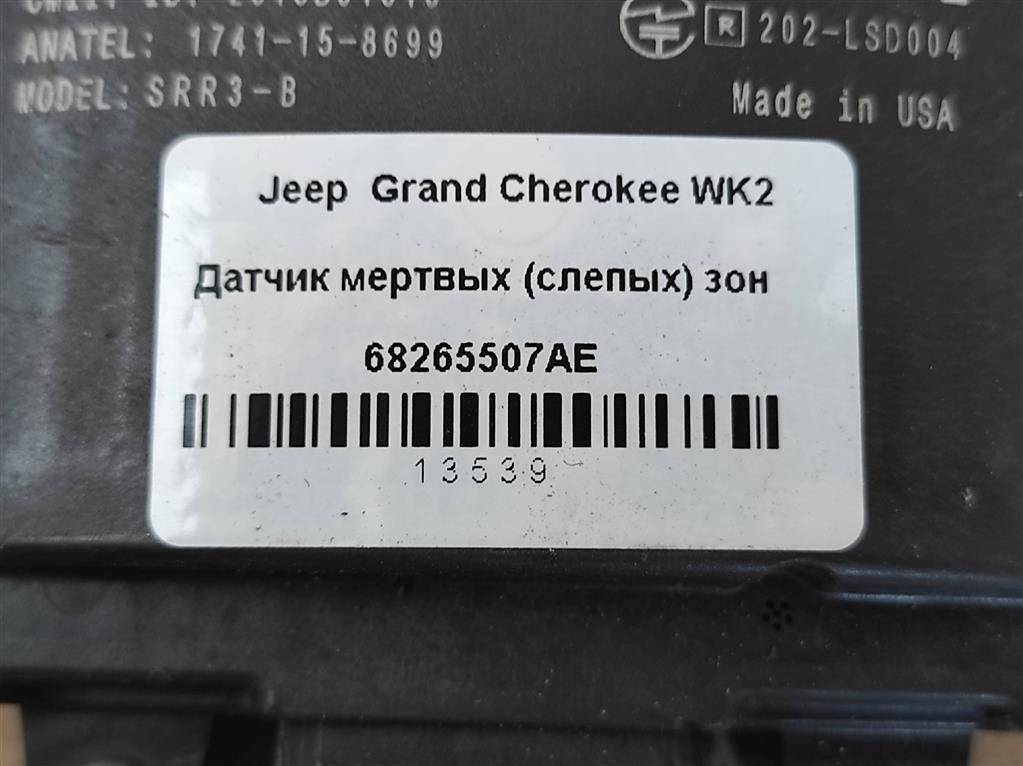 ANATEL: 1741-15-8699
R 202-LSD004
MODEL: SRR3-B
Made in USA
Jeep Grand Cherokee WK2
Датчик мертвых (слепых) зон
68265507AE
13539